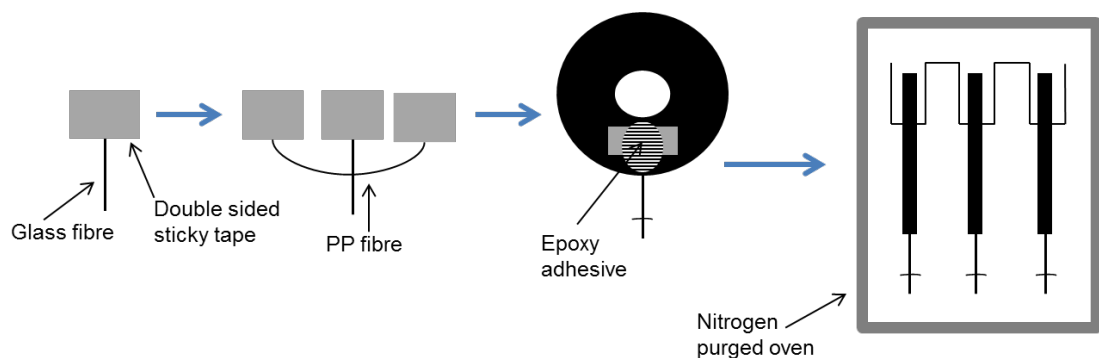 Glass fibre
Double sided
sticky tape
PP fibre
Epoxy
adhesive
Nitrogen
purged oven